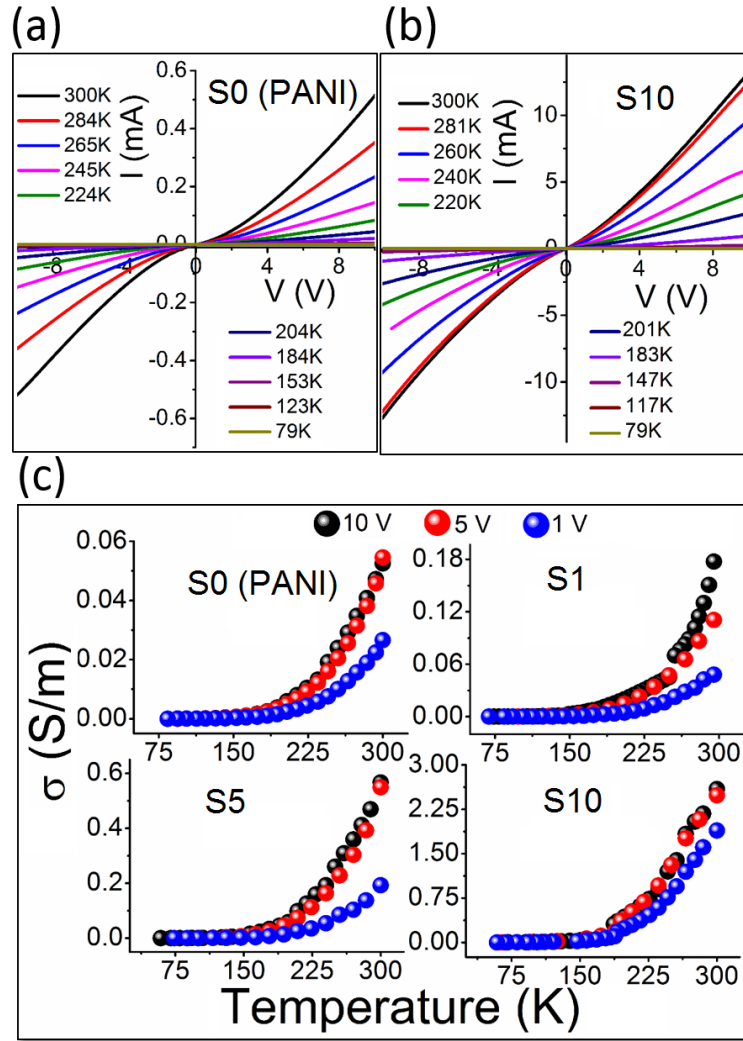 (a)
S0 (PANI)
300K
284K
265K
245K
224K
I (mA)
0.6
0.4
0.2
0.0
-0.2
-0.4
-0.6
-8
-4
0
4
8
V (V)
204K
184K
153K
123K
79K
(b)
S10
300K
281K
260K
240K
220K
I (mA)
10
5
0
-5
-10
-8
-4
0
4
8
V (V)
201K
183K
147K
117K
79K
(c)
10 V
5 V
1 V
σ (S/m)
S0 (PANI)
0.06
0.04
0.02
0.00
75
150
225
300
S1
0.18
0.12
0.06
0.00
75
150
225
300
S5
0.6
0.4
0.2
0.0
75
150
225
300
S10
3.00
2.25
1.50
0.75
0.00
75
150
225
300
Temperature (K)